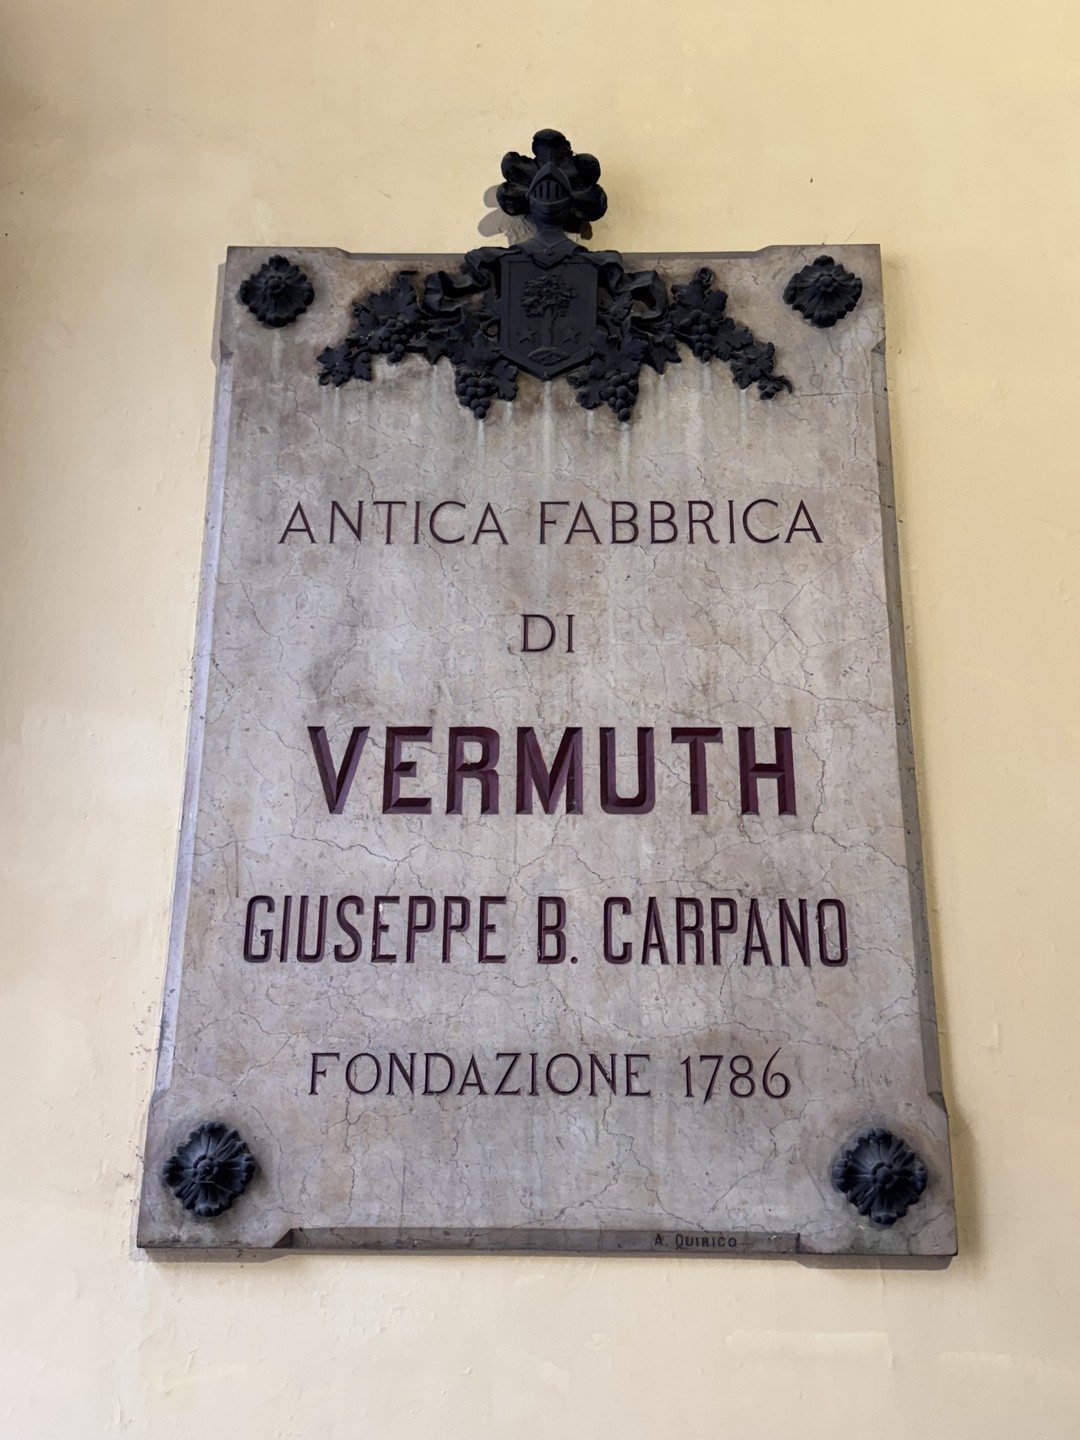 ANTICA FABBRICA
DI
VERMUTH
GIUSEPPE B. CARPANO
FONDAZIONE 1786
A. QUIRICO